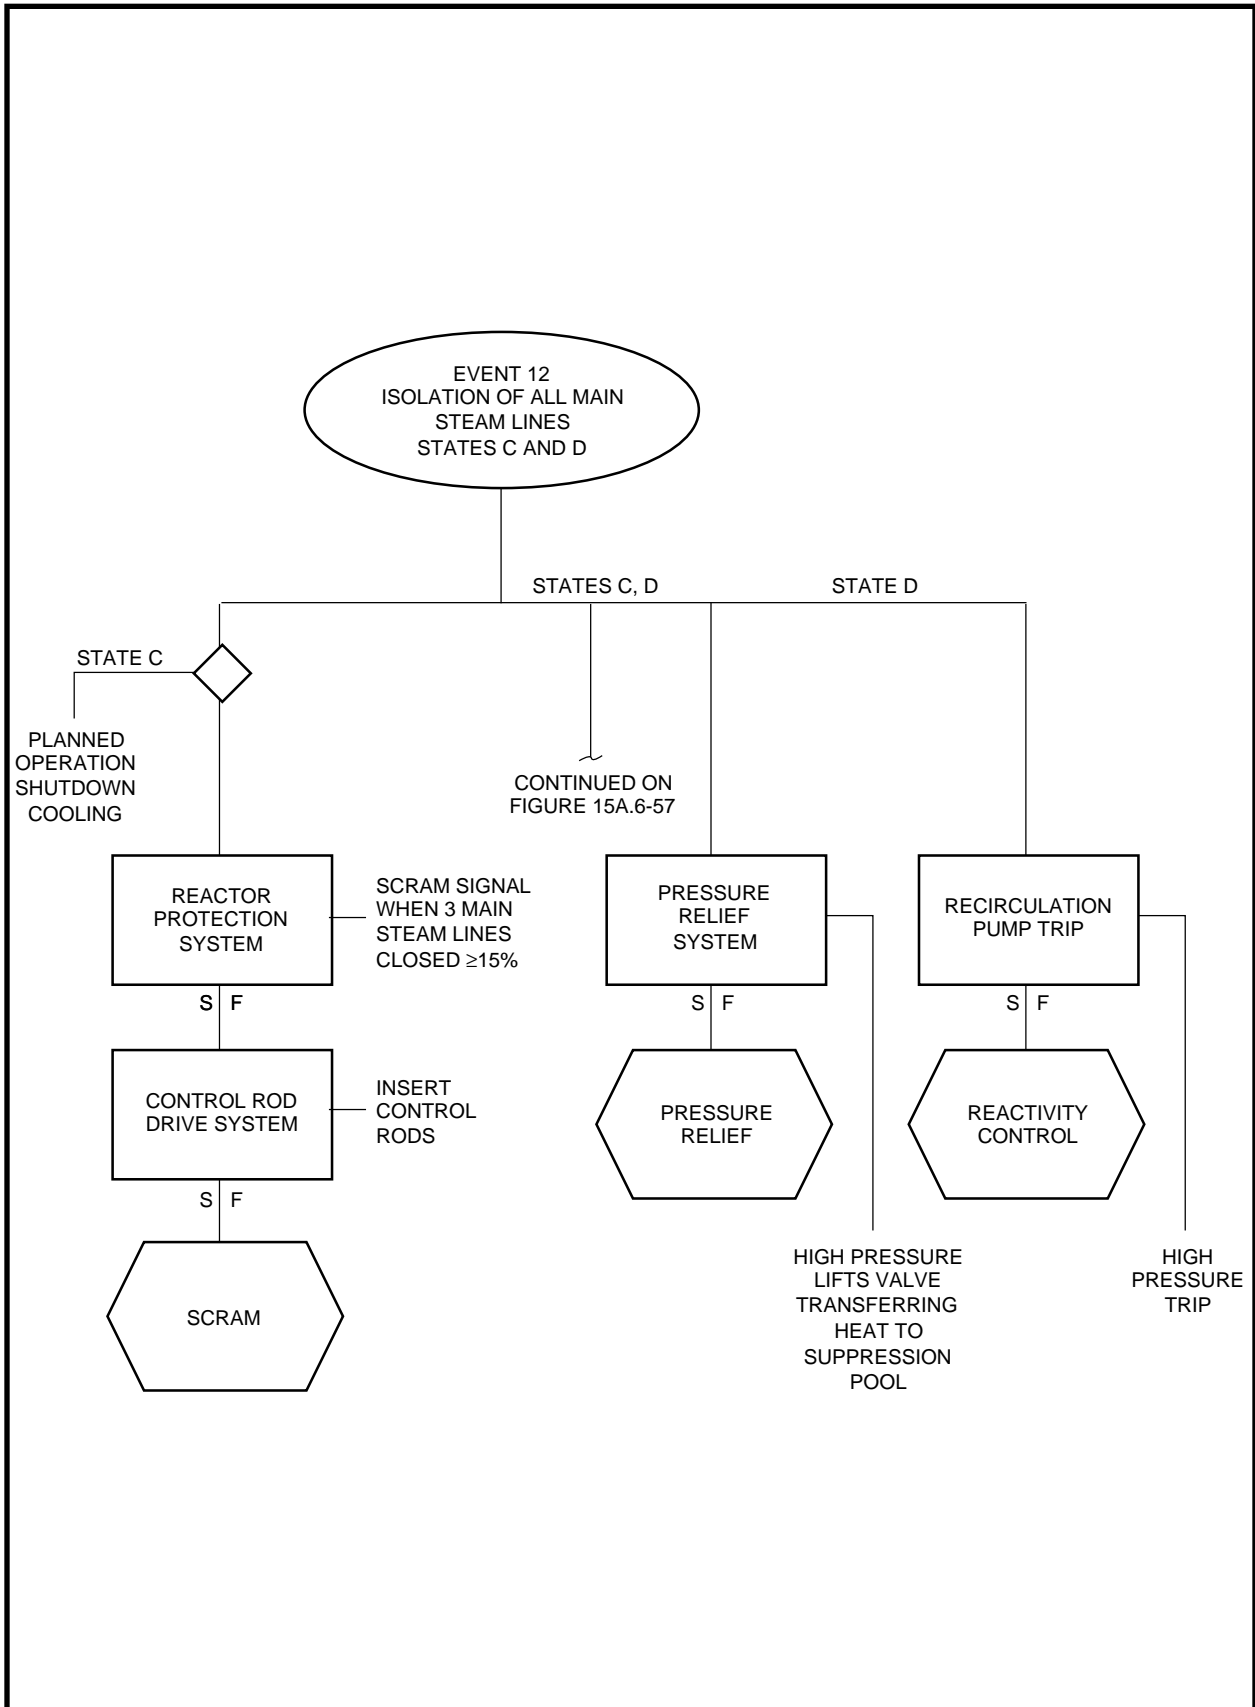 EVENT 12
ISOLATION OF ALL MAIN
STEAM LINES
STATES C AND D
STATES C, D
STATE D
STATE C
PLANNED
OPERATION
SHUTDOWN
COOLING
CONTINUED ON
FIGURE 15A.6-57
REACTOR
PROTECTION
SYSTEM
SCRAM SIGNAL
WHEN 3 MAIN
STEAM LINES
CLOSED ≥15%
PRESSURE
RELIEF
SYSTEM
RECIRCULATION
PUMP TRIP
S F
S F
S F
CONTROL ROD
DRIVE SYSTEM
INSERT
CONTROL
RODS
PRESSURE
RELIEF
REACTIVITY
CONTROL
S F
SCRAM
HIGH PRESSURE
LIFTS VALVE
TRANSFERRING
HEAT TO
SUPPRESSION
POOL
HIGH
PRESSURE
TRIP